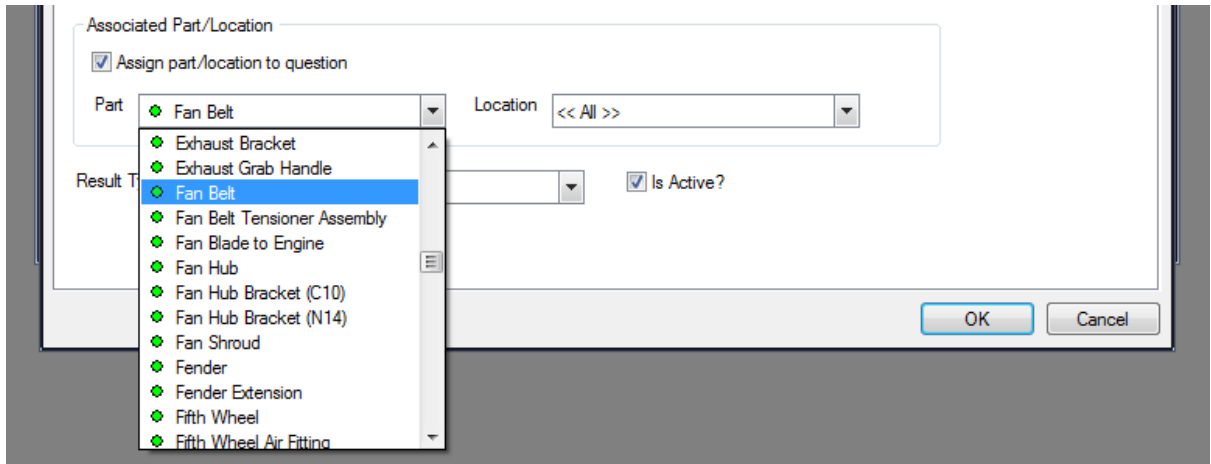 Associated Part/Location
Assign part/location to question
Part Fan Belt Location << All >>
Exhaust Bracket
Exhaust Grab Handle
Result T Fan Belt Is Active?
Fan Belt Tensioner Assembly
Fan Blade to Engine
Fan Hub
Fan Hub Bracket (C10)
Fan Hub Bracket (N14)
OK Cancel
Fan Shroud
Fender
Fender Extension
Fifth Wheel
Fifth Wheel Air Fitting